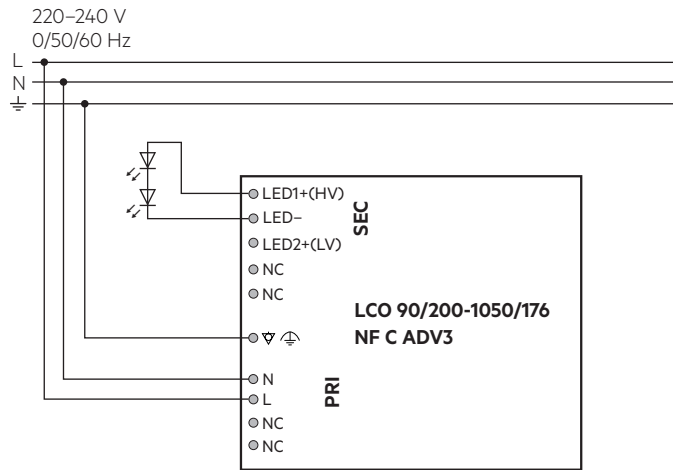 220–240 V
0/50/60 Hz
L
N
LED1+(HV)
LED–
LED2+(LV)
NC
NC
SEC
LCO 90/200-1050/176
NF C ADV3
N
L
NC
NC
PRI